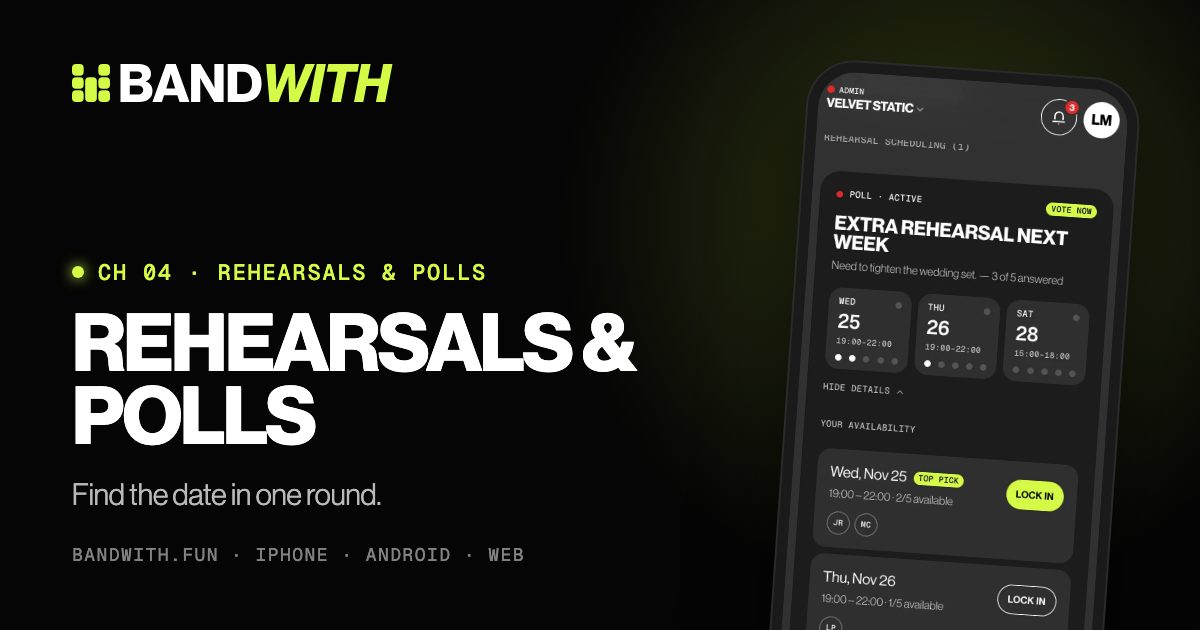 BANDWITH
CH 04 · REHEARSALS & POLLS
REHEARSALS &
POLLS
Find the date in one round.
BANDWITH.FUN · IPHONE · ANDROID · WEB
ADMIN
VELVET STATIC
3
LM
REHEARSAL SCHEDULING (1)
POLL · ACTIVE
VOTE NOW
EXTRA REHEARSAL NEXT
WEEK
Need to tighten the wedding set. — 3 of 5 answered
WED
25
19:00–22:00
THU
26
19:00–22:00
SAT
28
15:00–18:00
HIDE DETAILS
YOUR AVAILABILITY
Wed, Nov 25 TOP PICK
19:00 – 22:00 · 2/5 available
LOCK IN
JR MC
Thu, Nov 26
19:00 – 22:00 · 1/5 available
LOCK IN
LP